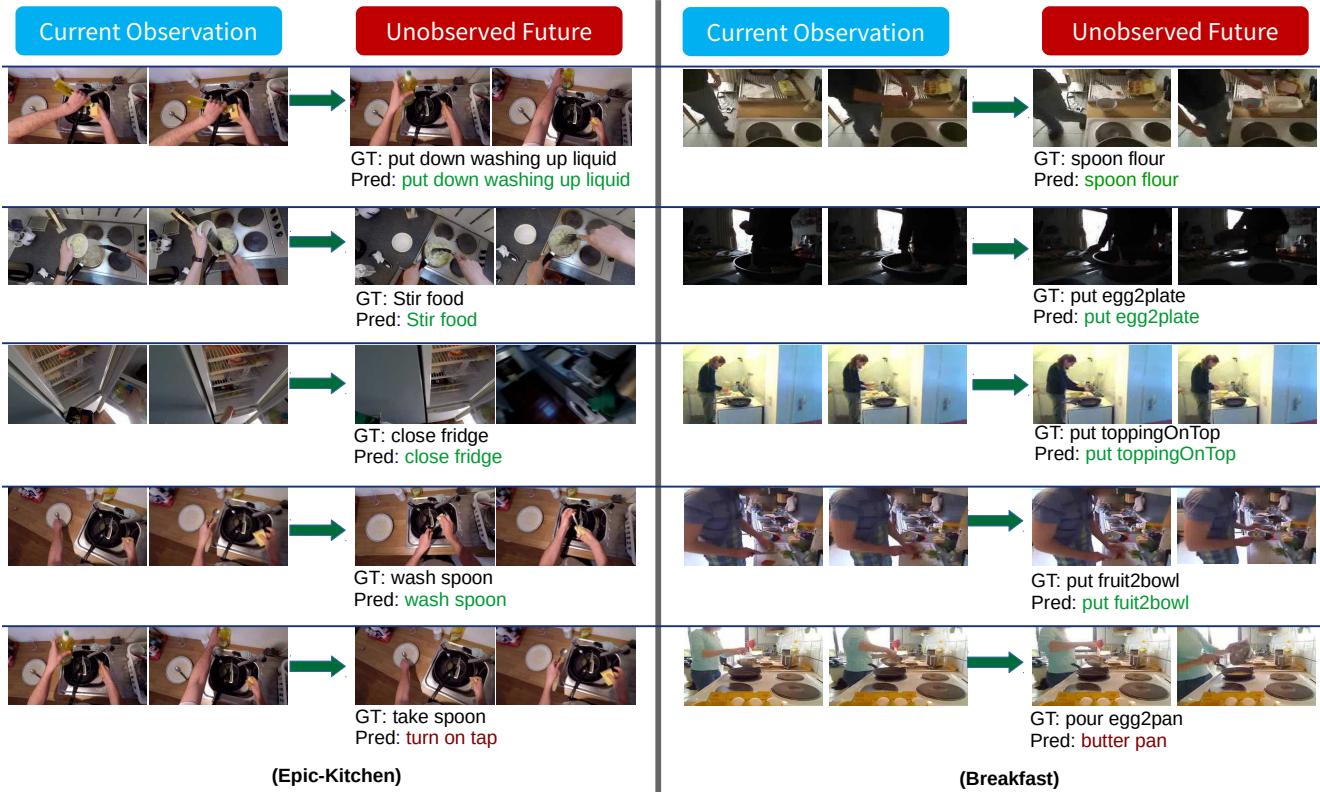 Current Observation
Unobserved Future
GT: put down washing up liquid
Pred: put down washing up liquid
GT: Stir food
Pred: Stir food
GT: close fridge
Pred: close fridge
GT: wash spoon
Pred: wash spoon
GT: take spoon
Pred: turn on tap
(Epic-Kitchen)
Current Observation
Unobserved Future
GT: spoon flour
Pred: spoon flour
GT: put egg2plate
Pred: put egg2plate
GT: put toppingOnTop
Pred: put toppingOnTop
GT: put fruit2bowl
Pred: put fuit2bowl
GT: pour egg2pan
Pred: butter pan
(Breakfast)